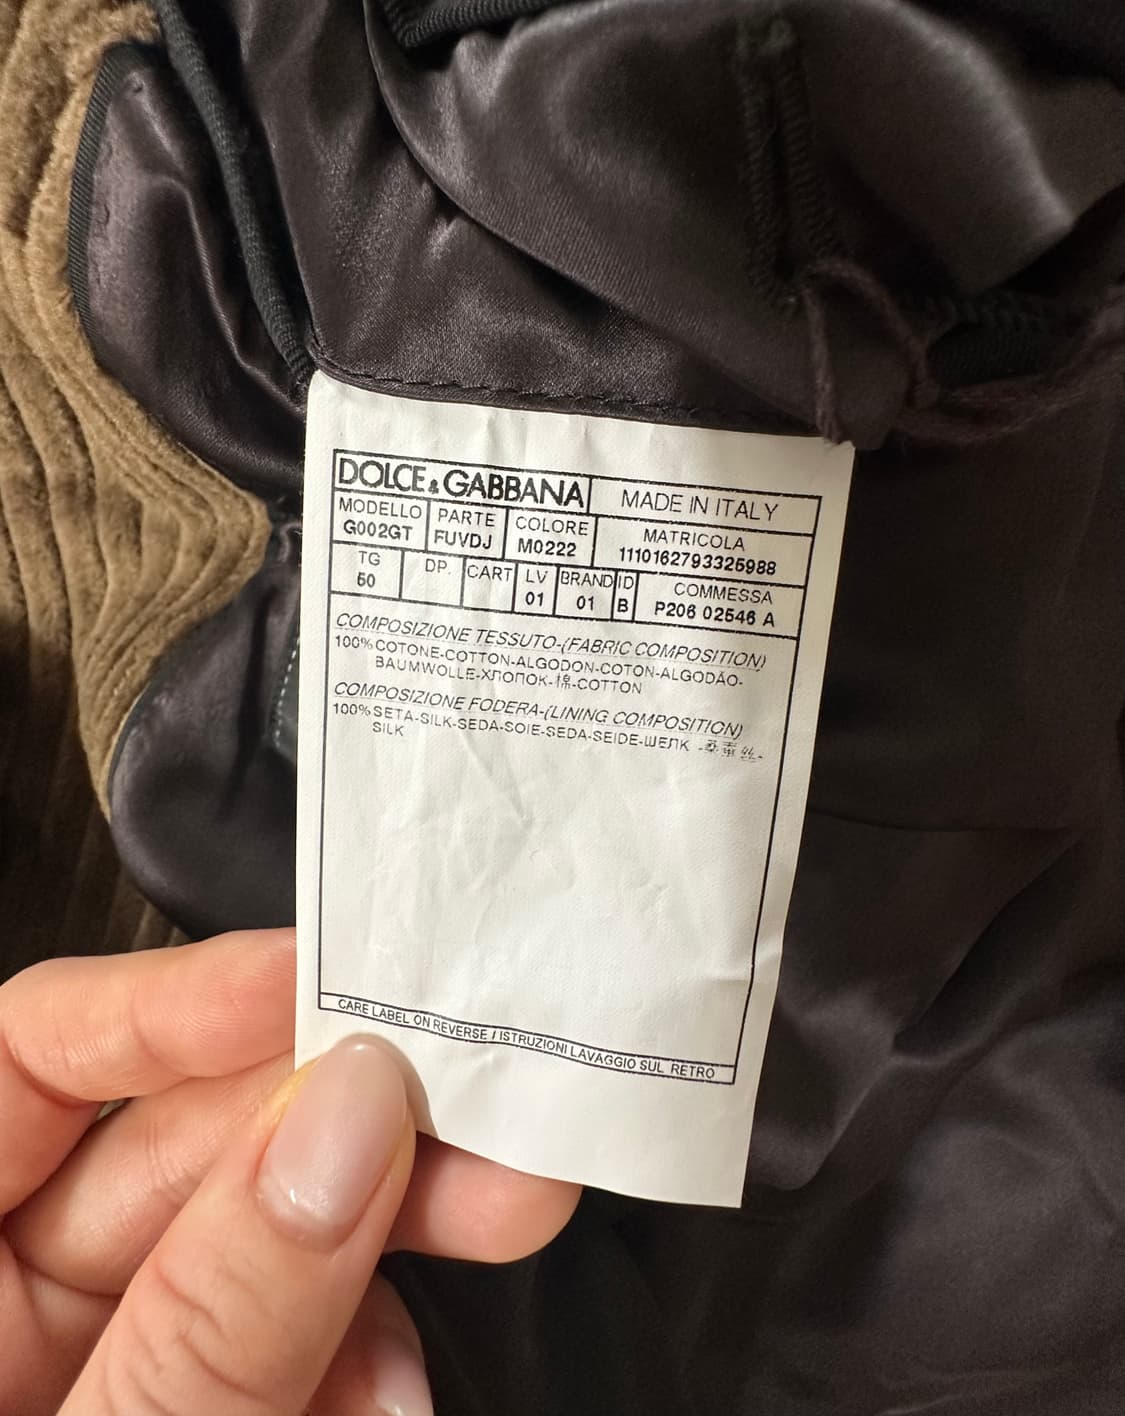 DOLCE&GABBANA MADE IN ITALY
MODELLO PARTE COLORE MATRICOLA
G002GT FUVDJ M0222 1110162793325988
TG DP. CART LV BRAND ID COMMESSA
50 01 01 B P206 02546 A
COMPOSIZIONE TESSUTO-(FABRIC COMPOSITION)
100% COTONE-COTTON-ALGODON-COTON-ALGODÃO-
BAUMWOLLE-ХЛОПОК-棉-COTTON
COMPOSIZIONE FODERA-(LINING COMPOSITION)
100% SETA-SILK-SEDA-SOIE-SEDA-SEIDE-ШЕЛК
SILK
CARE LABEL ON REVERSE / ISTRUZIONI LAVAGGIO SUL RETRO